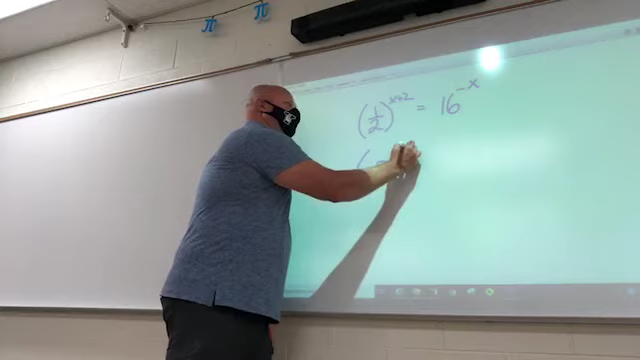 π π
(1/2)^(x+2) = 16^(-x)
(